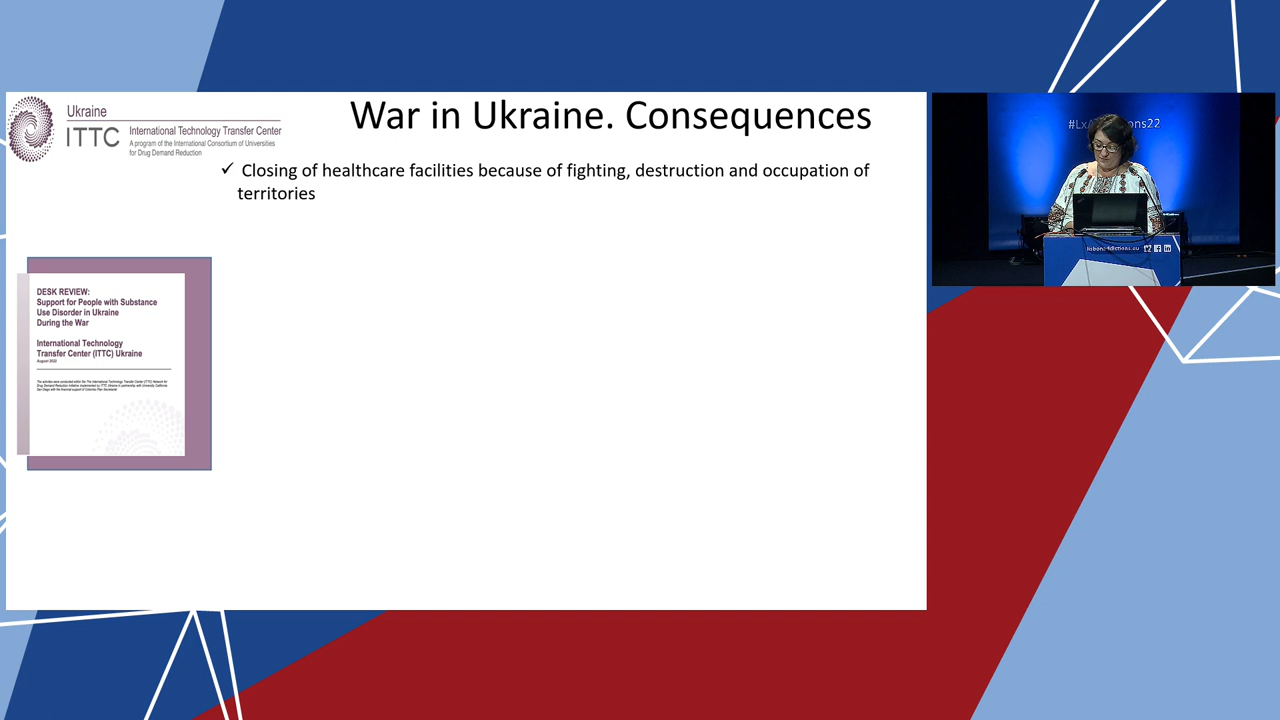 Ukraine
ITTC
International Technology Transfer Center
A program of the International Consortium of Universities
for Drug Demand Reduction
War in Ukraine. Consequences
✓ Closing of healthcare facilities because of fighting, destruction and occupation of
territories
DESK REVIEW:
Support for People with Substance
Use Disorder in Ukraine
During the War
International Technology
Transfer Center (ITTC) Ukraine
August 2022